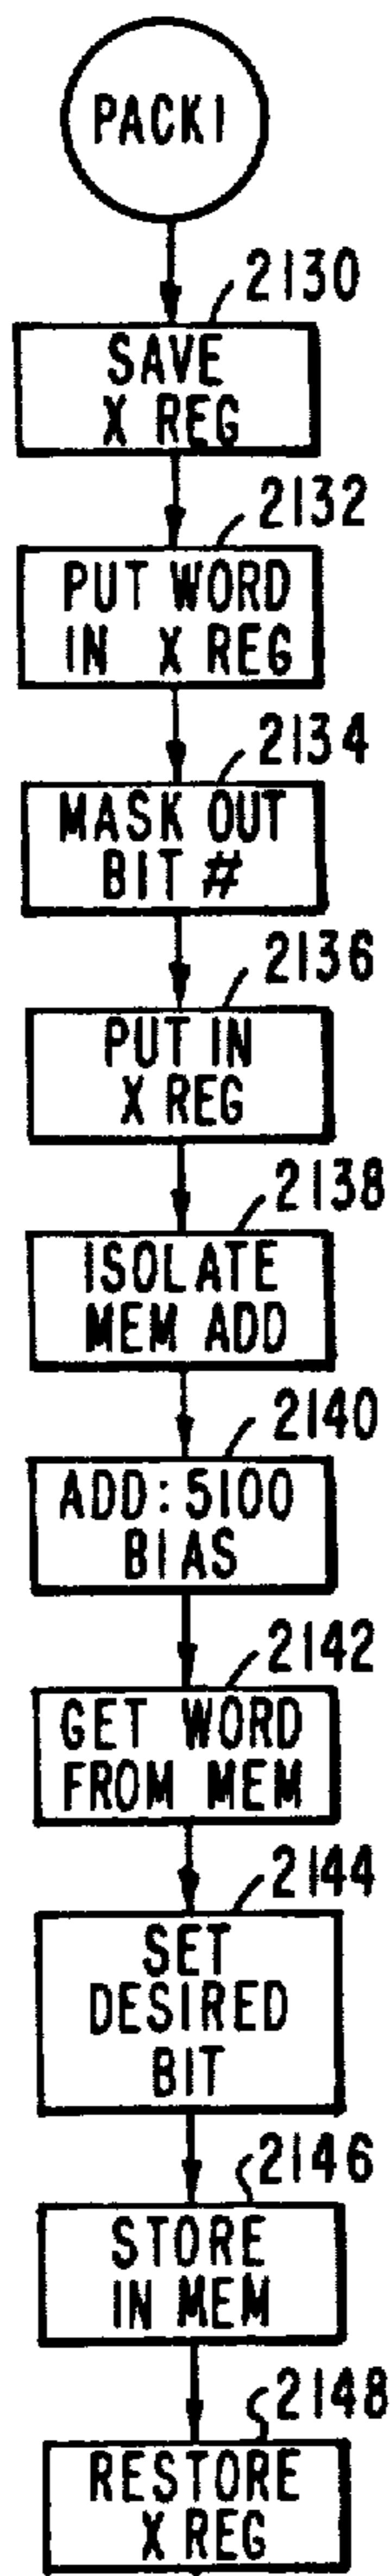 PACK1
2130
SAVE
X REG
2132
PUT WORD
IN X REG
2134
MASK OUT
BIT #
2136
PUT IN
X REG
2138
ISOLATE
MEM ADD
2140
ADD:5100
BIAS
2142
GET WORD
FROM MEM
2144
SET
DESIRED
BIT
2146
STORE
IN MEM
2148
RESTORE
X REG